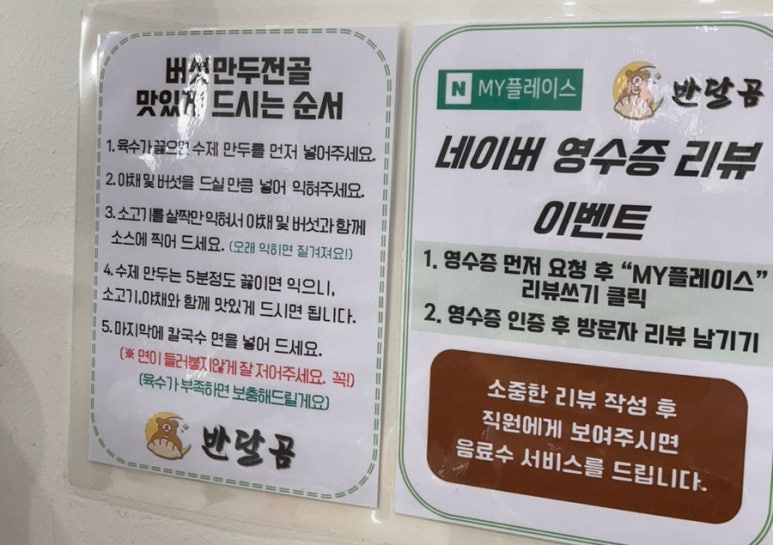 버섯만두전골
맛있게 드시는 순서
1. 육수가 끓으면 수제 만두를 먼저 넣어주세요.
2. 야채 및 버섯을 드실 만큼 넣어 익혀주세요.
3. 소고기를 살짝만 익혀서 야채 및 버섯과 함께
소스에 찍어 드세요. (오래 익히면 질겨져요!)
4. 수제 만두는 5분정도 끓이면 익으니,
소고기,야채와 함께 맛있게 드시면 됩니다.
5. 마지막에 칼국수 면을 넣어 드세요.
(※ 면이 들러붙지않게 잘 저어주세요. 꼭!)
(육수가 부족하면 보충해드릴게요)
반달곰
N MY플레이스
반달곰
네이버 영수증 리뷰
이벤트
1. 영수증 먼저 요청 후 “MY플레이스”
리뷰쓰기 클릭
2. 영수증 인증 후 방문자 리뷰 남기기
소중한 리뷰 작성 후
직원에게 보여주시면
음료수 서비스를 드립니다.